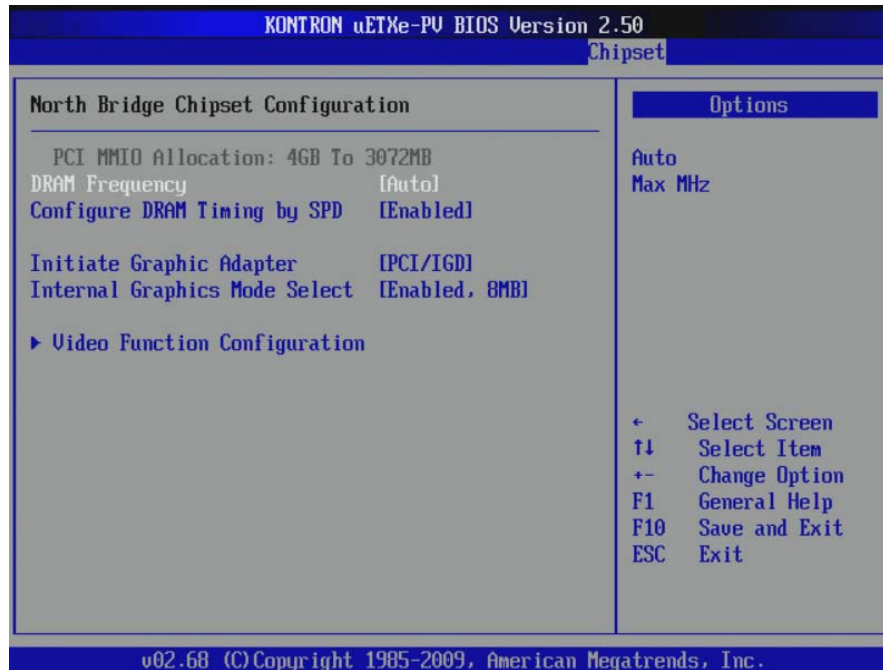 KONTRON uETXe-PV BIOS Version 2.50
Chipset
North Bridge Chipset Configuration
PCI MMIO Allocation: 4GB To 3072MB
DRAM Frequency [Auto]
Configure DRAM Timing by SPD [Enabled]
Initiate Graphic Adapter [PCI/IGD]
Internal Graphics Mode Select [Enabled, 8MB]
▶ Video Function Configuration
Options
Auto
Max MHz
← Select Screen
↑↓ Select Item
+- Change Option
F1 General Help
F10 Save and Exit
ESC Exit
v02.68 (C)Copyright 1985-2009, American Megatrends, Inc.